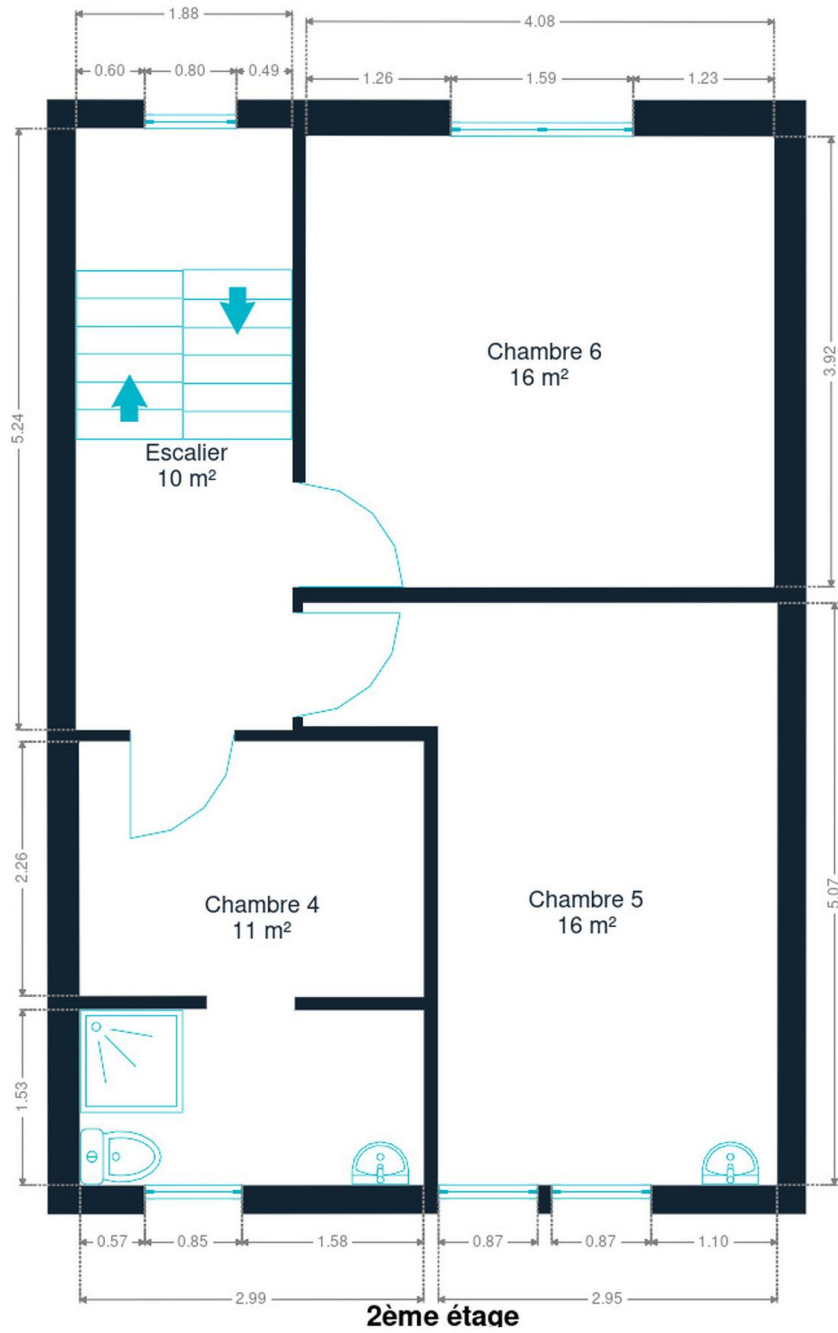 1.88
4.08
0.60 0.80 0.49
1.26 1.59 1.23
5.24
3.92
Chambre 6
16 m²
Escalier
10 m²
2.26
5.07
Chambre 4
11 m²
Chambre 5
16 m²
1.53
0.57 0.85 1.58 0.87 0.87 1.10
2.99 2.95
2ème étage